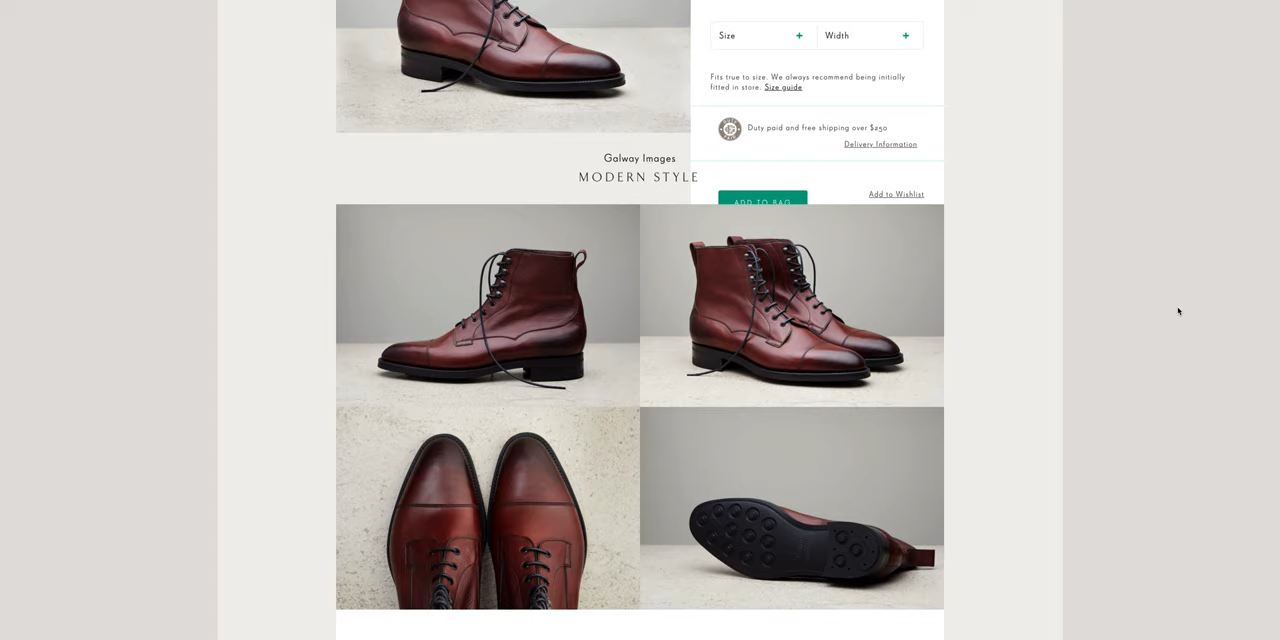 Size +
Width +
Fits true to size. We always recommend being initially
fitted in store. Size guide
Duty paid and free shipping over $250
Delivery Information
Galway Images
MODERN STYLE
Add to Wishlist
ADD TO BAG